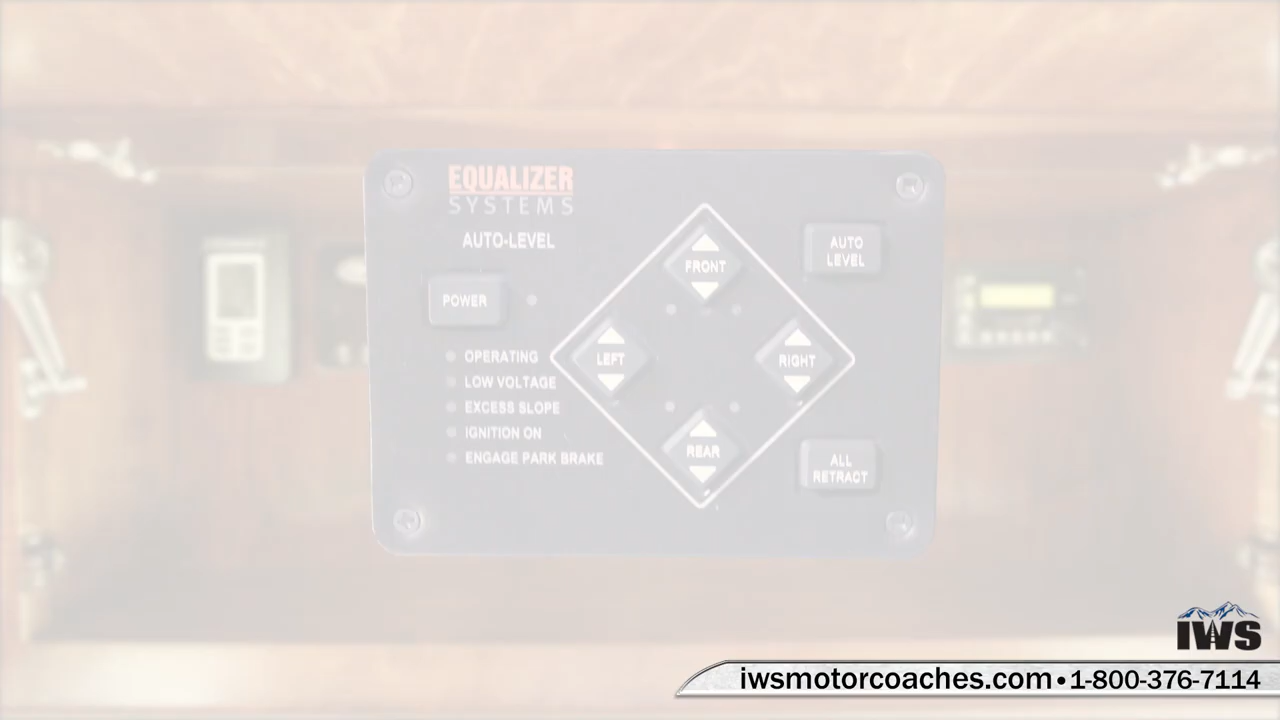 EQUALIZER
SYSTEMS
AUTO-LEVEL
POWER
OPERATING
LOW VOLTAGE
EXCESS SLOPE
IGNITION ON
ENGAGE PARK BRAKE
FRONT
LEFT
RIGHT
REAR
AUTO
LEVEL
ALL
RETRACT
IWS
iwsmotorcoaches.com•1-800-376-7114